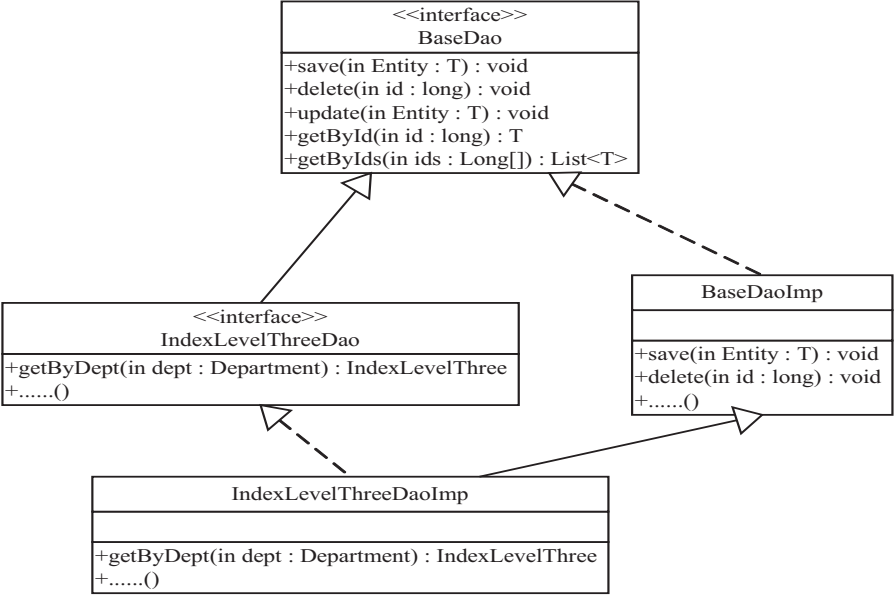 <<interface>>
BaseDao
+save(in Entity : T) : void
+delete(in id : long) : void
+update(in Entity : T) : void
+getById(in id : long) : T
+getByIds(in ids : Long[]) : List<T>
<<interface>>
IndexLevelThreeDao
+getByDept(in dept : Department) : IndexLevelThree
+......()
BaseDaoImp
+save(in Entity : T) : void
+delete(in id : long) : void
+......()
IndexLevelThreeDaoImp
+getByDept(in dept : Department) : IndexLevelThree
+......()